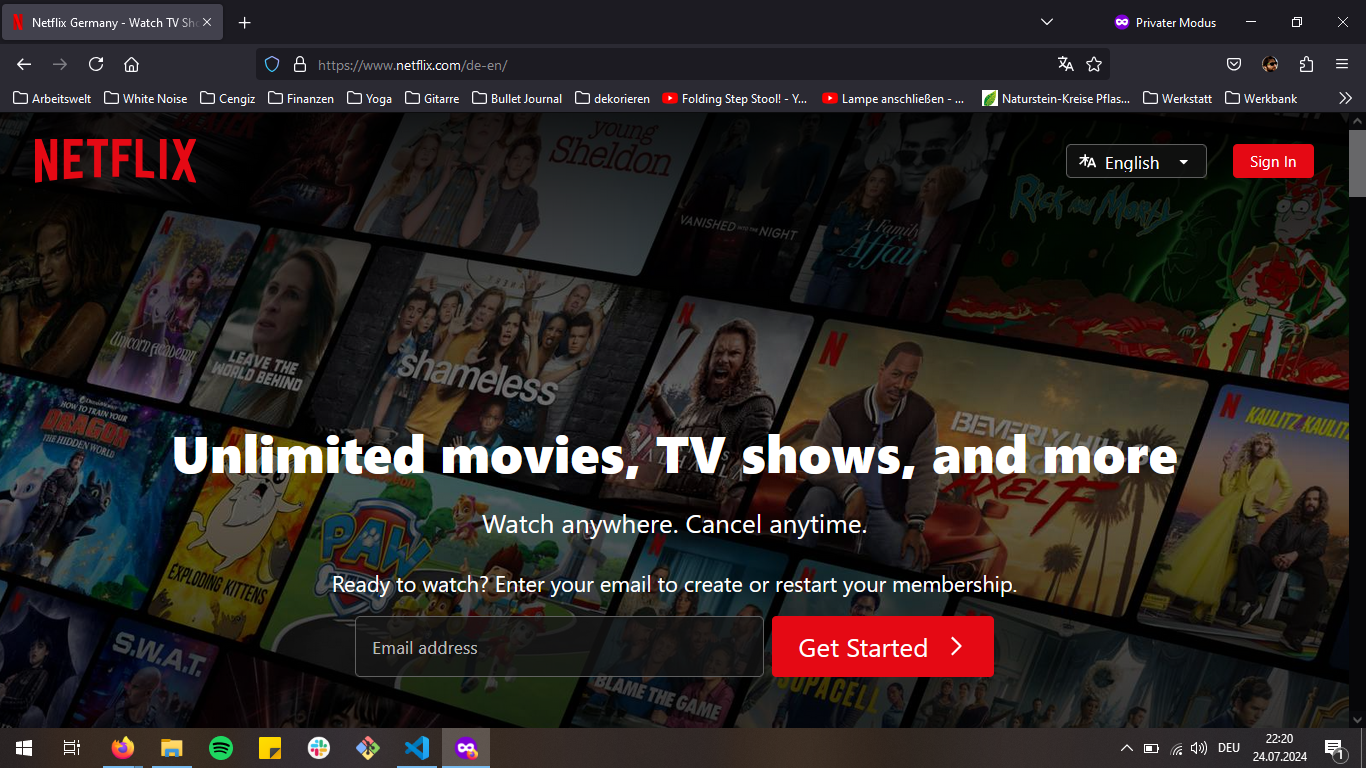 Netflix Germany - Watch TV Sho
Privater Modus
https://www.netflix.com/de-en/
Arbeitswelt
White Noise
Cengiz
Finanzen
Yoga
Gitarre
Bullet Journal
dekorieren
Folding Step Stool! - Y...
Lampe anschließen - ...
Naturstein-Kreise Pflas...
Werkstatt
Werkbank
NETFLIX
English
Sign In
young
Sheldon
VANISHED INTO THE NIGHT
A Family
Affair
RICK AND MORTY
Unicorn Academy
LEAVE THE
WORLD BEHIND
shameless
BEVERLY HILLS
AXEL F
KAULITZ & KAULITZ
DREAMWORKS
HOW TO TRAIN YOUR
DRAGON
THE HIDDEN WORLD
Unlimited movies, TV shows, and more
Watch anywhere. Cancel anytime.
EXPLODING KITTENS
PAW
Ready to watch? Enter your email to create or restart your membership.
Email address
Get Started
S.W.A.T.
BLAME THE GAME
SUPACELL
DEU
22:20
24.07.2024
1